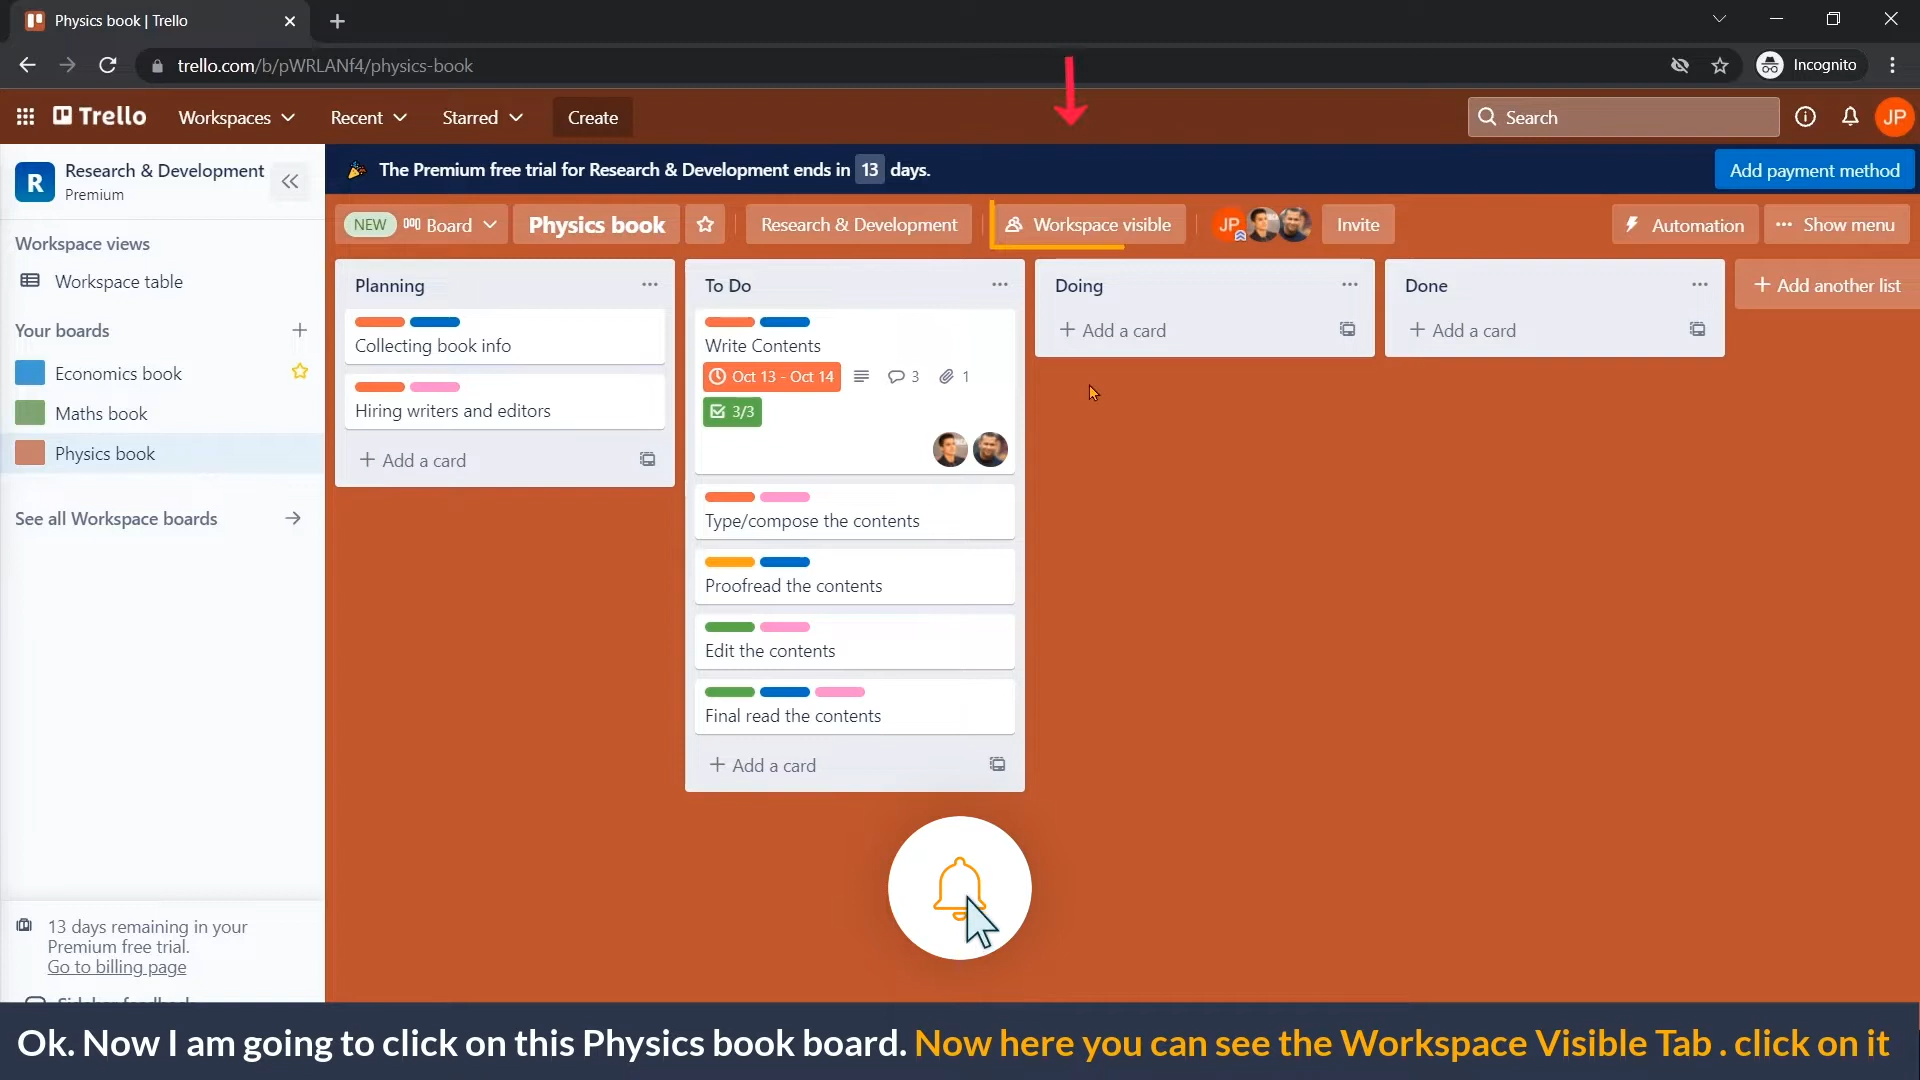 Physics book | Trello
trello.com/b/pWRLANf4/physics-book
Incognito
Trello
Workspaces
Recent
Starred
Create
Search
JP
R
Research & Development
Premium
The Premium free trial for Research & Development ends in 13 days.
Add payment method
NEW
Board
Physics book
Research & Development
Workspace visible
JP
Invite
Automation
Show menu
Workspace views
Workspace table
Your boards
Economics book
Maths book
Physics book
See all Workspace boards
Planning
Collecting book info
Hiring writers and editors
+ Add a card
To Do
Write Contents
Oct 13 - Oct 14
3
1
3/3
Type/compose the contents
Proofread the contents
Edit the contents
Final read the contents
+ Add a card
Doing
+ Add a card
Done
+ Add a card
+ Add another list
13 days remaining in your
Premium free trial.
Go to billing page
Ok. Now I am going to click on this Physics book board. Now here you can see the Workspace Visible Tab . click on it